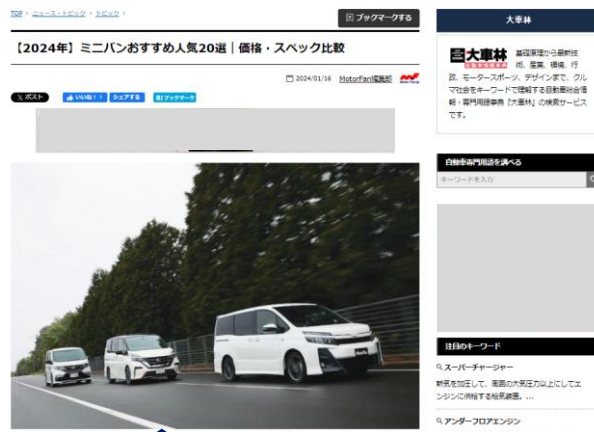 TOP > ニュース・トピック > トピック >
ブックマークする
【2024年】ミニバンおすすめ人気20選｜価格・スペック比較
2024/01/16 MotorFan編集部
ポスト いいね！ シェアする B!ブックマーク
大車林
大車林 基礎原理から最新技
術、産業、環境、行
政、モータースポーツ、デザインまで、クル
マ社会をキーワードで理解する自動車総合情
報・専門用語事典『大車林』の検索サービス
です。
自動車専門用語を調べる
キーワードを入力
注目のキーワード
スーパーチャージャー
新気を加圧して、周囲の大気圧力以上にしてエ
ンジンに供給する給気装置。...
アンダーフロアエンジン